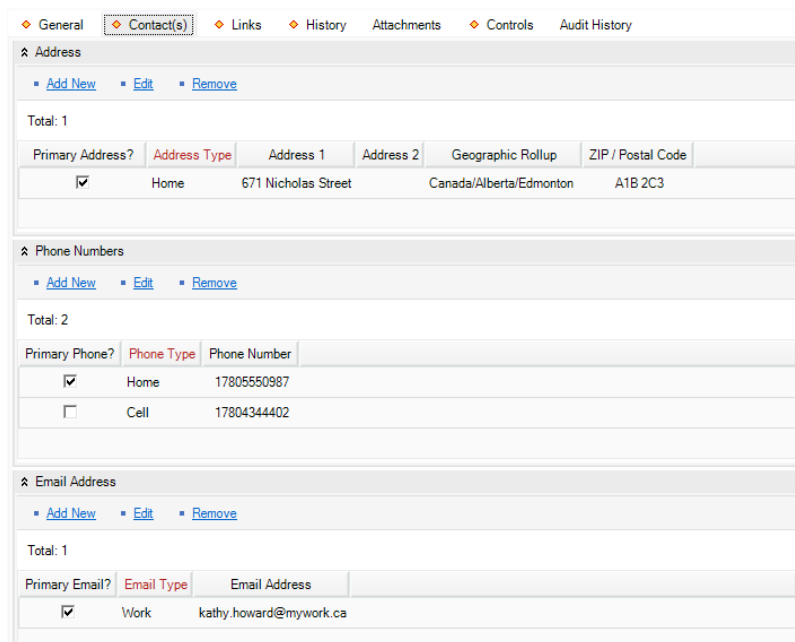 General Contact(s) Links History Attachments Controls Audit History
Address
Add New Edit Remove
Total: 1
Primary Address? Address Type Address 1 Address 2 Geographic Rollup ZIP / Postal Code
Home 671 Nicholas Street Canada/Alberta/Edmonton A1B 2C3
Phone Numbers
Add New Edit Remove
Total: 2
Primary Phone? Phone Type Phone Number
Home 17805550987
Cell 17804344402
Email Address
Add New Edit Remove
Total: 1
Primary Email? Email Type Email Address
Work kathy.howard@mywork.ca